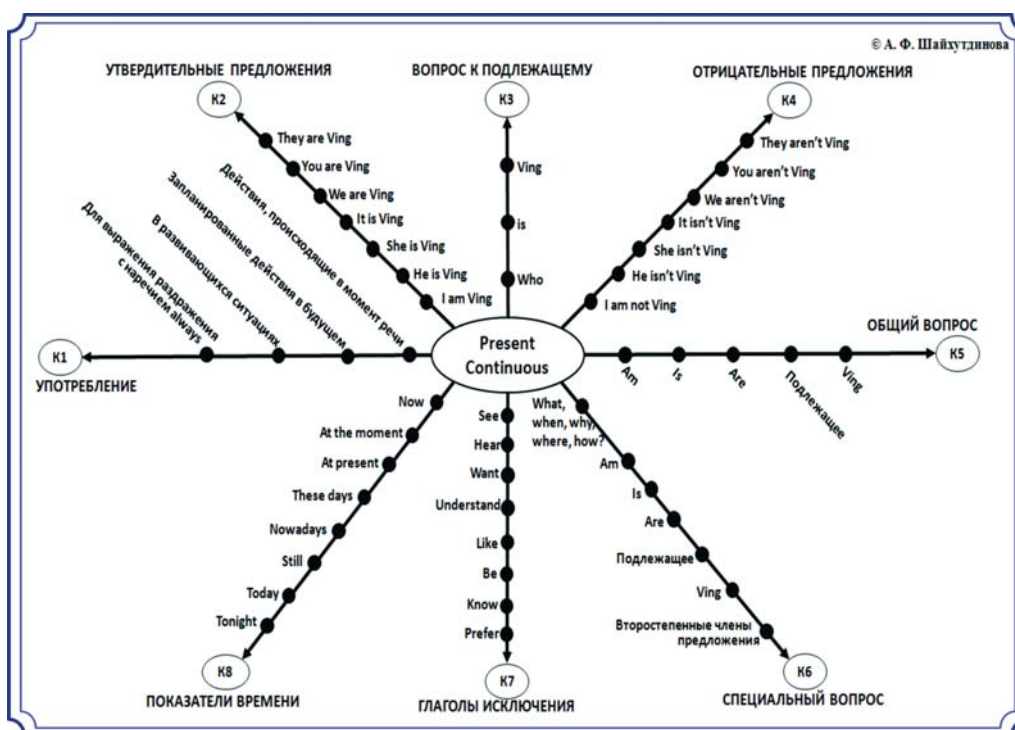 © А. Ф. Шайхутдинова
УТВЕРДИТЕЛЬНЫЕ ПРЕДЛОЖЕНИЯ
К2
They are Ving
You are Ving
We are Ving
It is Ving
She is Ving
He is Ving
I am Ving
ВОПРОС К ПОДЛЕЖАЩЕМУ
К3
Ving
is
Who
ОТРИЦАТЕЛЬНЫЕ ПРЕДЛОЖЕНИЯ
К4
They aren't Ving
You aren't Ving
We aren't Ving
It isn't Ving
She isn't Ving
He isn't Ving
I am not Ving
Present
Continuous
К1
УПОТРЕБЛЕНИЕ
Для выражения раздражения
с наречием always
В развивающихся ситуациях
Запланированные действия в будущем
Действия, происходящие в момент речи
ОБЩИЙ ВОПРОС
К5
Am
Is
Are
Подлежащее
Ving
Now
At the moment
At present
These days
Nowadays
Still
Today
Tonight
К8
ПОКАЗАТЕЛИ ВРЕМЕНИ
See
Hear
Want
Understand
Like
Be
Know
Prefer
К7
ГЛАГОЛЫ ИСКЛЮЧЕНИЯ
What,
when, why,
where, how?
Am
Is
Are
Подлежащее
Ving
Второстепенные члены
предложения
К6
СПЕЦИАЛЬНЫЙ ВОПРОС